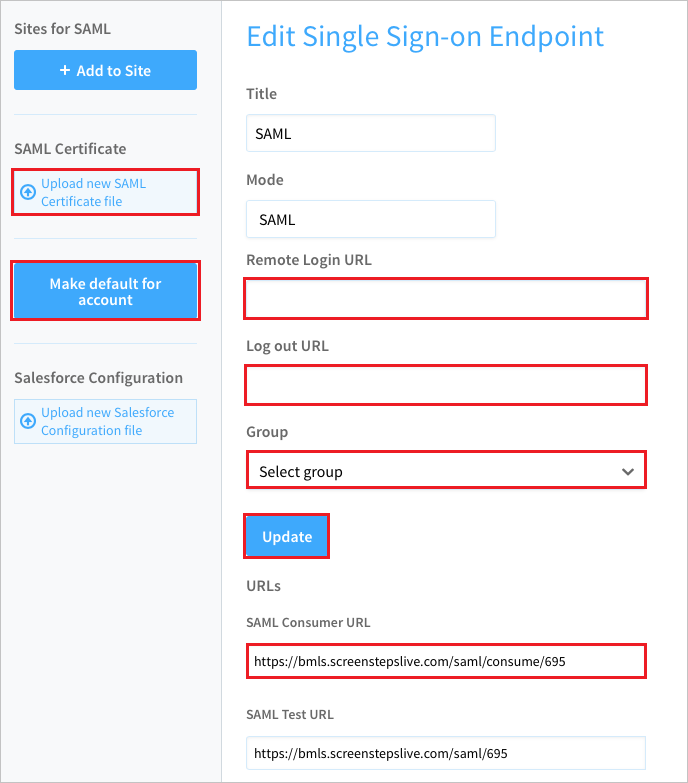 Sites for SAML
+ Add to Site
SAML Certificate
Upload new SAML
Certificate file
Make default for
account
Salesforce Configuration
Upload new Salesforce
Configuration file
Edit Single Sign-on Endpoint
Title
SAML
Mode
SAML
Remote Login URL
Log out URL
Group
Select group
Update
URLs
SAML Consumer URL
https://bmls.screenstepslive.com/saml/consume/695
SAML Test URL
https://bmls.screenstepslive.com/saml/695